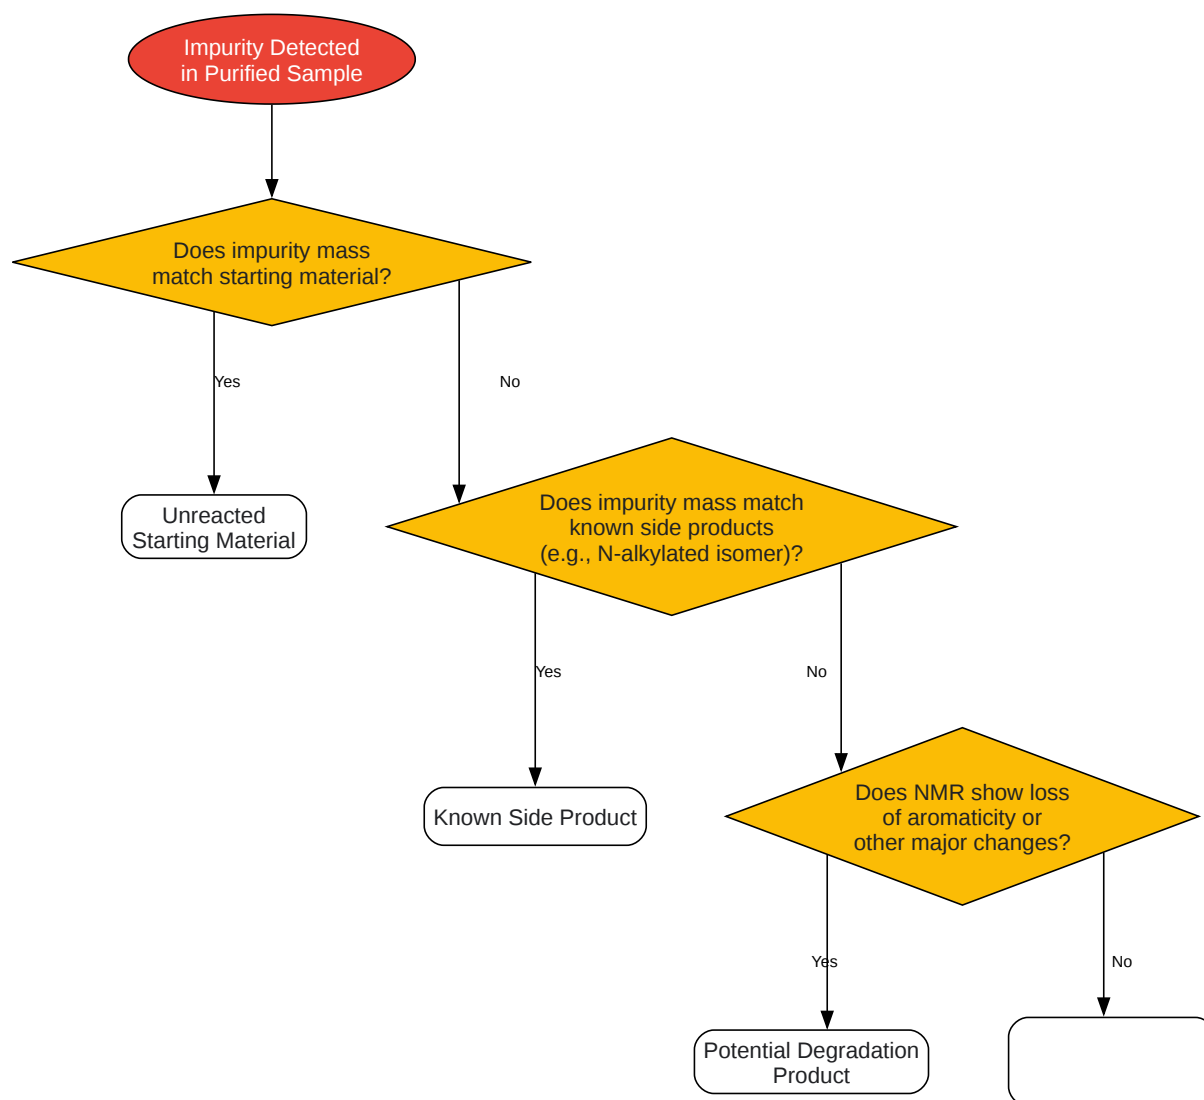 Impurity Detected
in Purified Sample
Does impurity mass
match starting material?
Yes
No
Unreacted
Starting Material
Does impurity mass match
known side products
(e.g., N-alkylated isomer)?
Yes
No
Known Side Product
Does NMR show loss
of aromaticity or
other major changes?
Yes
No
Potential Degradation
Product